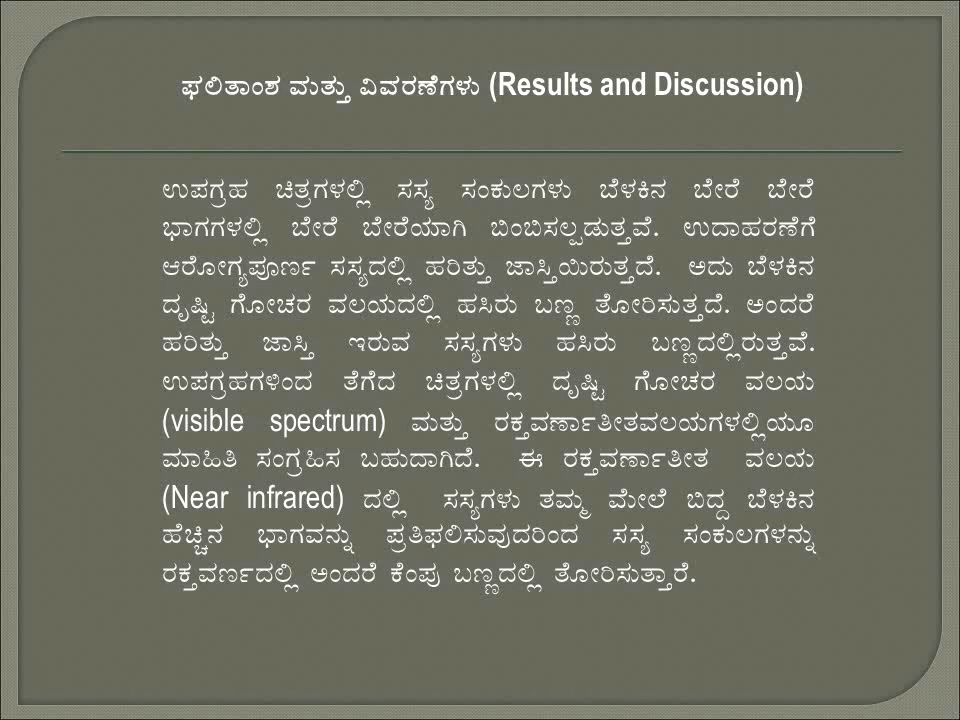 ಫಲಿತಾಂಶ ಮತ್ತು ವಿವರಣೆಗಳು (Results and Discussion)
ಉಪಗ್ರಹ ಚಿತ್ರಗಳಲ್ಲಿ ಸಸ್ಯ ಸಂಕುಲಗಳು ಬೆಳಕಿನ ಬೇರೆ ಬೇರೆ
ಭಾಗಗಳಲ್ಲಿ ಬೇರೆ ಬೇರೆಯಾಗಿ ಬಿಂಬಿಸಲ್ಪಡುತ್ತವೆ. ಉದಾಹರಣೆಗೆ
ಆರೋಗ್ಯಪೂರ್ಣ ಸಸ್ಯದಲ್ಲಿ ಹರಿತ್ತು ಜಾಸ್ತಿಯಿರುತ್ತದೆ. ಅದು ಬೆಳಕಿನ
ದೃಷ್ಟಿ ಗೋಚರ ವಲಯದಲ್ಲಿ ಹಸಿರು ಬಣ್ಣ ತೋರಿಸುತ್ತದೆ. ಅಂದರೆ
ಹರಿತ್ತು ಜಾಸ್ತಿ ಇರುವ ಸಸ್ಯಗಳು ಹಸಿರು ಬಣ್ಣದಲ್ಲಿರುತ್ತವೆ.
ಉಪಗ್ರಹಗಳಿಂದ ತೆಗೆದ ಚಿತ್ರಗಳಲ್ಲಿ ದೃಷ್ಟಿ ಗೋಚರ ವಲಯ
(visible spectrum) ಮತ್ತು ರಕ್ತವರ್ಣಾತೀತವಲಯಗಳಲ್ಲಿಯೂ
ಮಾಹಿತಿ ಸಂಗ್ರಹಿಸ ಬಹುದಾಗಿದೆ. ಈ ರಕ್ತವರ್ಣಾತೀತ ವಲಯ
(Near infrared) ದಲ್ಲಿ ಸಸ್ಯಗಳು ತಮ್ಮ ಮೇಲೆ ಬಿದ್ದ ಬೆಳಕಿನ
ಹೆಚ್ಚಿನ ಭಾಗವನ್ನು ಪ್ರತಿಫಲಿಸುವುದರಿಂದ ಸಸ್ಯ ಸಂಕುಲಗಳನ್ನು
ರಕ್ತವರ್ಣದಲ್ಲಿ ಅಂದರೆ ಕೆಂಪು ಬಣ್ಣದಲ್ಲಿ ತೋರಿಸುತ್ತಾರೆ.